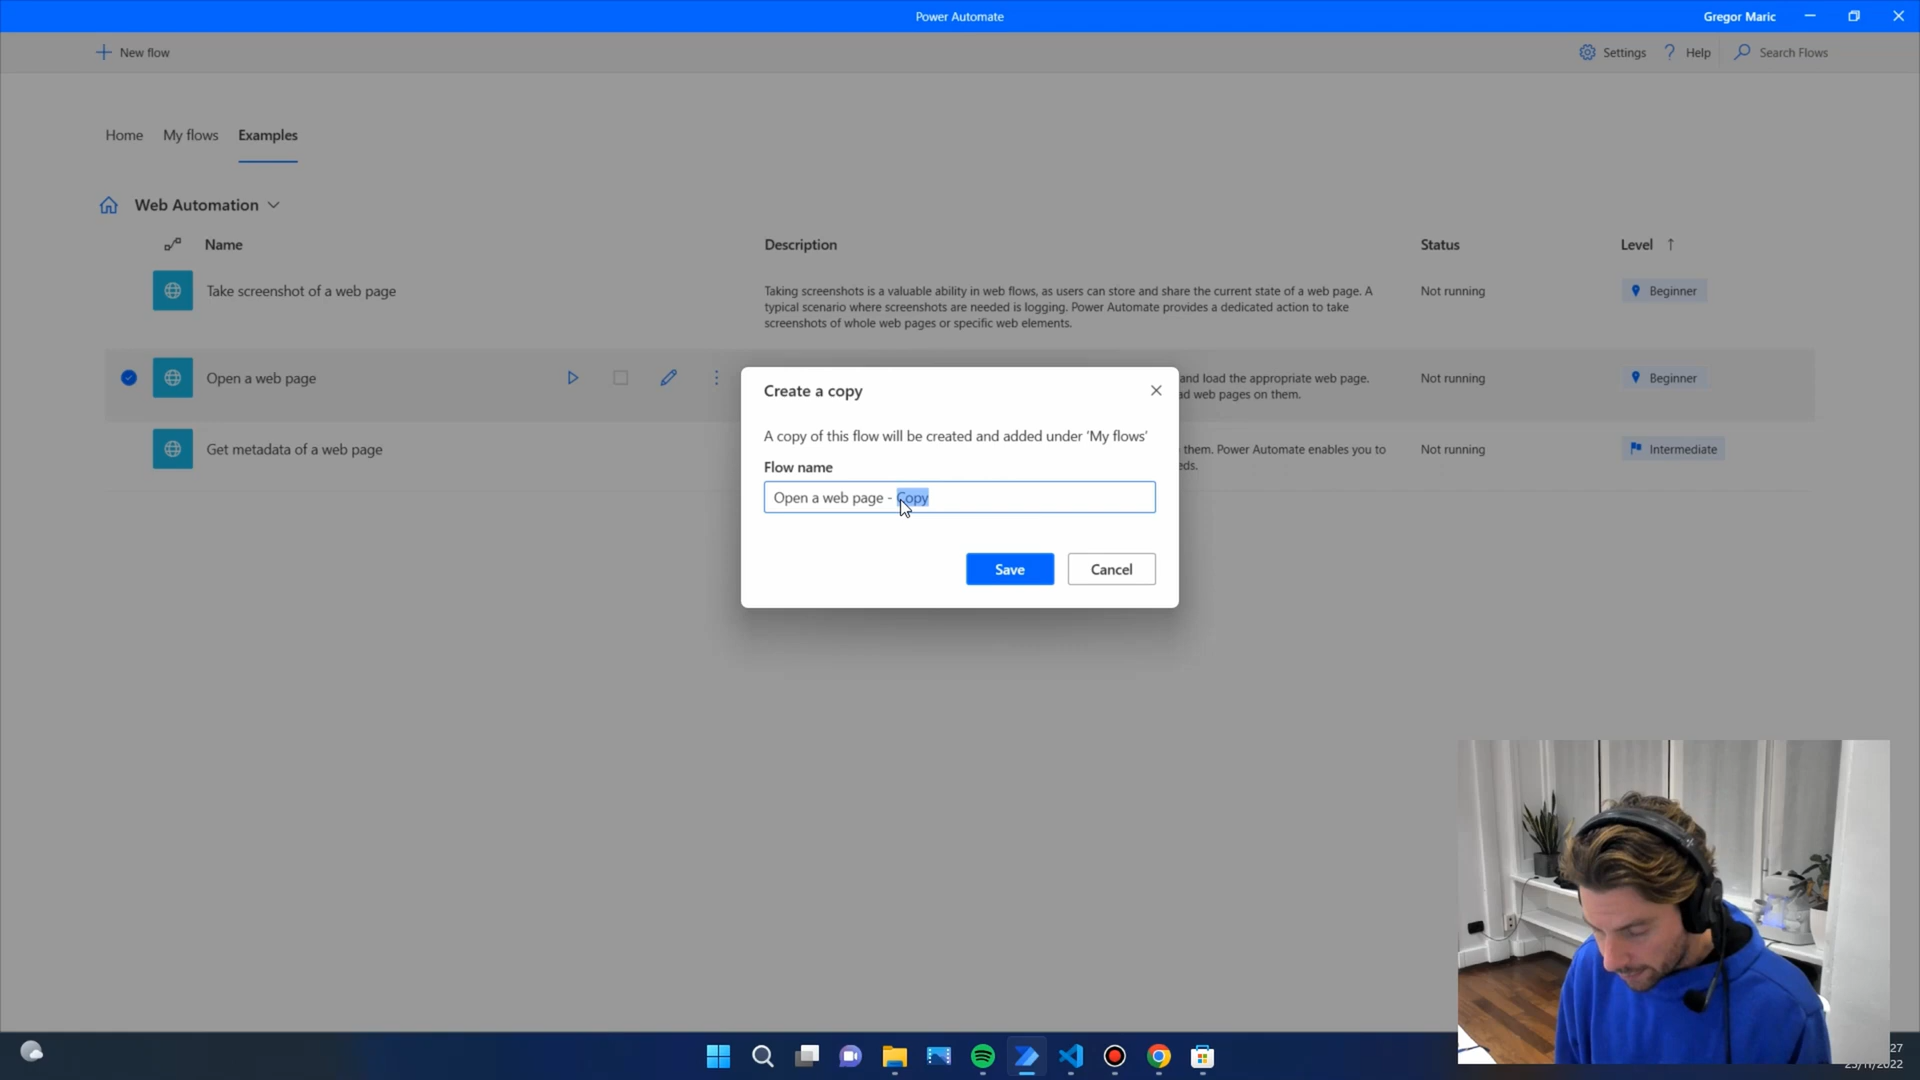 Power Automate
Gregor Maric
New flow
Settings
Help
Search Flows
Home
My flows
Examples
Web Automation
Name
Description
Status
Level
Take screenshot of a web page
Taking screenshots is a valuable ability in web flows, as users can store and share the current state of a web page. A
typical scenario where screenshots are needed is logging. Power Automate provides a dedicated action to take
screenshots of whole web pages or specific web elements.
Not running
Beginner
Open a web page
and load the appropriate web page.
ad web pages on them.
Not running
Beginner
Get metadata of a web page
them. Power Automate enables you to
eds.
Not running
Intermediate
Create a copy
A copy of this flow will be created and added under 'My flows'
Flow name
Open a web page - Copy
Save
Cancel
27
/11/2022